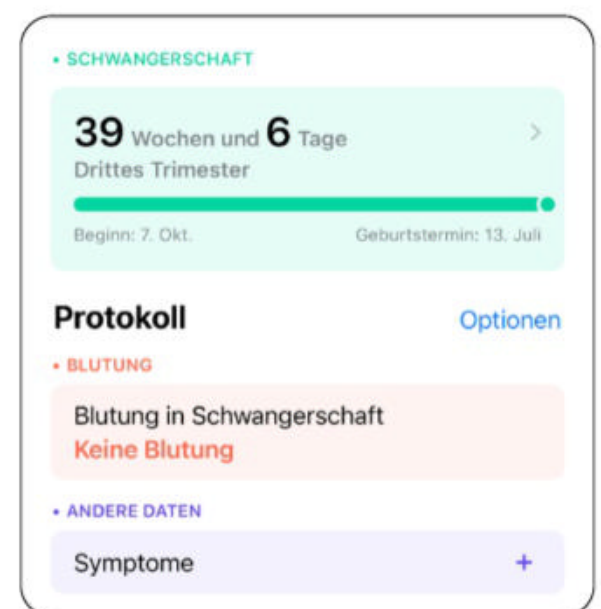 • SCHWANGERSCHAFT
39 Wochen und 6 Tage
Drittes Trimester
Beginn: 7. Okt. Geburtstermin: 13. Juli
Protokoll Optionen
• BLUTUNG
Blutung in Schwangerschaft
Keine Blutung
• ANDERE DATEN
Symptome +